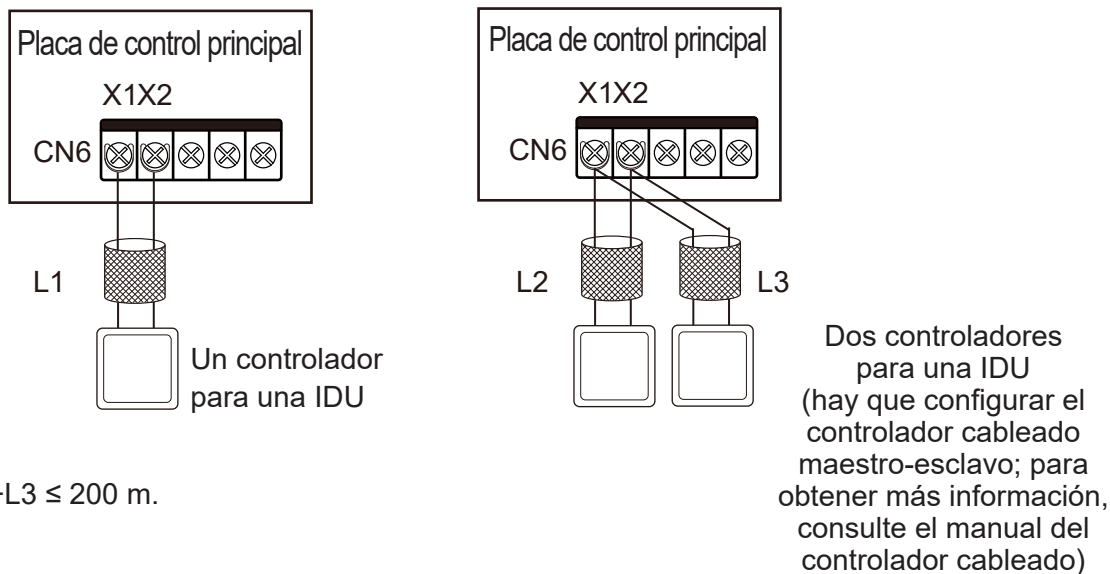 Placa de control principal
X1X2
CN6
L1
Un controlador
para una IDU
Placa de control principal
X1X2
CN6
L2
L3
Dos controladores
para una IDU
(hay que configurar el
controlador cableado
maestro-esclavo; para
obtener más información,
consulte el manual del
controlador cableado)
L3 ≤ 200 m.